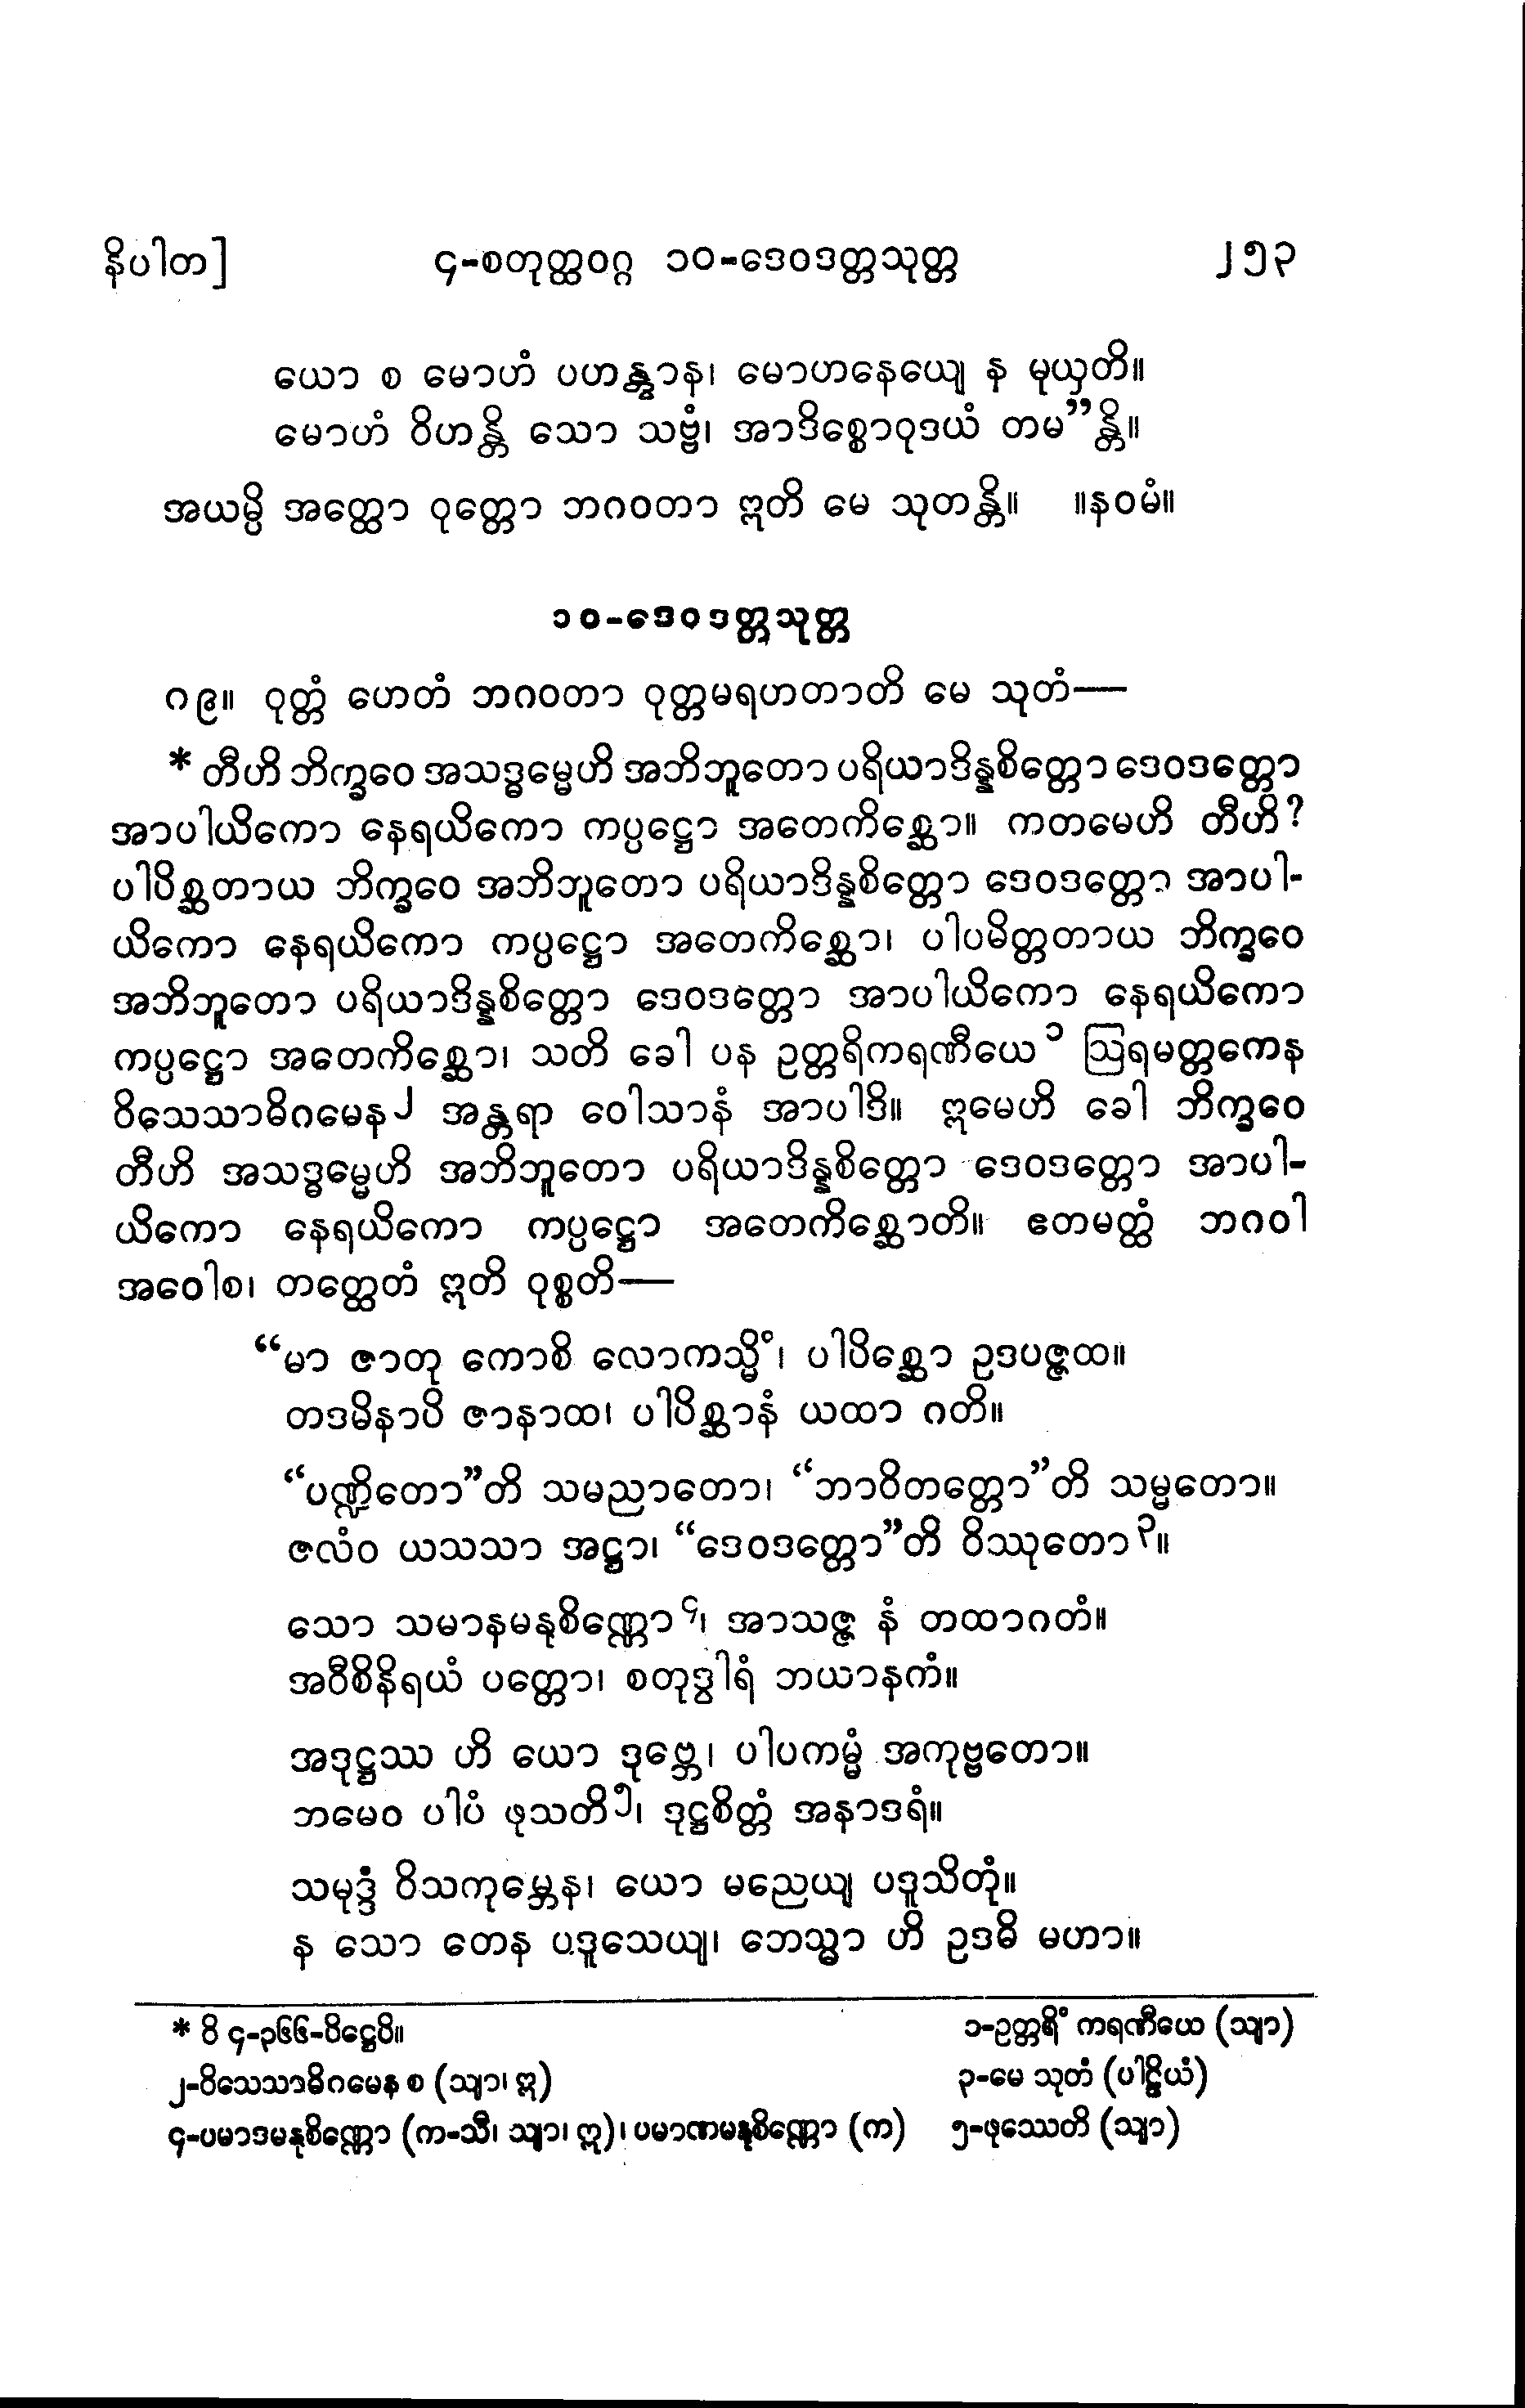 နိပါတ] ၄-စတုတ္ထဝဂ္ဂ ၁၀-ဒေဝဒတ္တသုတ္တ ၂၅၃
ယော စ မောဟံ ပဟန္တွာန၊ မောဟနေယျေ န မုယှတိ။
မောဟံ ဝိဟန္တိ သော သဗ္ဗံ၊ အာဒိစ္စောဝုဒယံ တမ”န္တိ။
အယမ္ပိ အတ္ထော ဝုတ္တော ဘဂဝတာ ဣတိ မေ သုတန္တိ။ ။နဝမံ။
၁၀-ဒေဝဒတ္တသုတ္တ
၈၉။ ဝုတ္တံ ဟေတံ ဘဂဝတာ ဝုတ္တမရဟတာတိ မေ သုတံ—
* တီဟိ ဘိက္ခဝေ အသဒ္ဓမ္မေဟိ အဘိဘူတော ပရိယာဒိန္နစိတ္တော ဒေဝဒတ္တော
အာပါယိကော နေရယိကော ကပ္ပဋ္ဌော အတေကိစ္ဆော။ ကတမေဟိ တီဟိ?
ပါပိစ္ဆတာယ ဘိက္ခဝေ အဘိဘူတော ပရိယာဒိန္နစိတ္တော ဒေဝဒတ္တော အာပါ-
ယိကော နေရယိကော ကပ္ပဋ္ဌော အတေကိစ္ဆော၊ ပါပမိတ္တတာယ ဘိက္ခဝေ
အဘိဘူတော ပရိယာဒိန္နစိတ္တော ဒေဝဒတ္တော အာပါယိကော နေရယိကော
ကပ္ပဋ္ဌော အတေကိစ္ဆော၊ သတိ ခေါ ပန ဥတ္တရိကရဏီယေ ၁ ဩရမတ္တကေန
ဝိသေသာဓိဂမေန ၂ အန္တရာ ဝေါသာနံ အာပါဒိ။ ဣမေဟိ ခေါ ဘိက္ခဝေ
တီဟိ အသဒ္ဓမ္မေဟိ အဘိဘူတော ပရိယာဒိန္နစိတ္တော ဒေဝဒတ္တော အာပါ-
ယိကော နေရယိကော ကပ္ပဋ္ဌော အတေကိစ္ဆောတိ။ ဧတမတ္ထံ ဘဂဝါ
အဝေါစ၊ တတ္ထေတံ ဣတိ ဝုစ္စတိ—
“မာ ဇာတု ကောစိ လောကသ္မိံ၊ ပါပိစ္ဆော ဥဒပဇ္ဇထ။
တဒမိနာပိ ဇာနာထ၊ ပါပိစ္ဆာနံ ယထာ ဂတိ။
“ပဏ္ဍိတော”တိ သမညာတော၊ “ဘာဝိတတ္တော”တိ သမ္မတော။
ဇလံဝ ယသသာ အဋ္ဌာ၊ “ဒေဝဒတ္တော”တိ ဝိဿုတော ၃။
သော သမာနမနုစိဏ္ဏော ၄၊ အာသဇ္ဇ နံ တထာဂတံ။
အဝီစိနိရယံ ပတ္တော၊ စတုဒွါရံ ဘယာနကံ။
အဒုဋ္ဌဿ ဟိ ယော ဒုဗ္ဘေ၊ ပါပကမ္မံ အကုဗ္ဗတော။
ဘမေဝ ပါပံ ဖုသတိ ၅၊ ဒုဋ္ဌစိတ္တံ အနာဒရံ။
သမုဒ္ဒံ ဝိသကုမ္ဘေန၊ ယော မညေယျ ပဒူသိတုံ။
န သော တေန ပဒူသေယျ၊ ဘေသ္မာ ဟိ ဥဒဓိ မဟာ။
* ဝိ ၄-၃၆၆-ပိဋ္ဌေပိ။ ၁-ဥတ္တရိံ ကရဏီယေ (သျာ)
၂-ဝိသေသာဓိဂမေန စ (သျာ၊ ဣ) ၃-မေ သုတံ (ပါဠိယံ)
၄-ပမာဒမနုစိဏ္ဏော (က-သီ၊ သျာ၊ ဣ)၊ ပမာဏမနုစိဏ္ဏော (က) ၅-ဖုဿေတိ (သျာ)